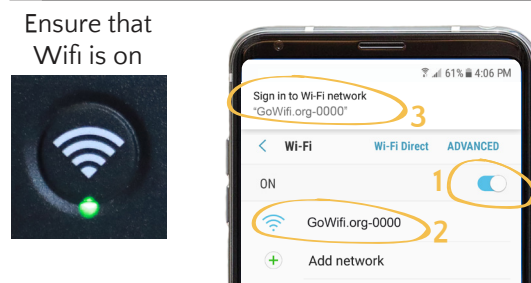 Ensure that
Wifi is on
61% 4:06 PM
Sign in to Wi-Fi network
"GoWifi.org-0000"
3
Wi-Fi Wi-Fi Direct ADVANCED
ON 1
GoWifi.org-0000 2
Add network